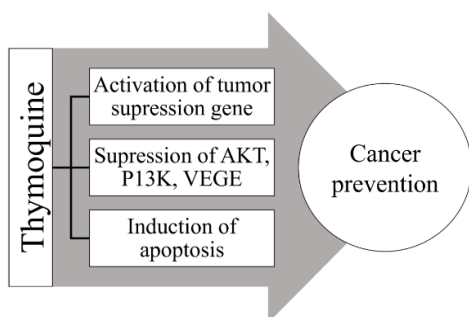 Thymoquine
Activation of tumor
supression gene
Supression of AKT,
P13K, VEGE
Induction of
apoptosis
Cancer
prevention